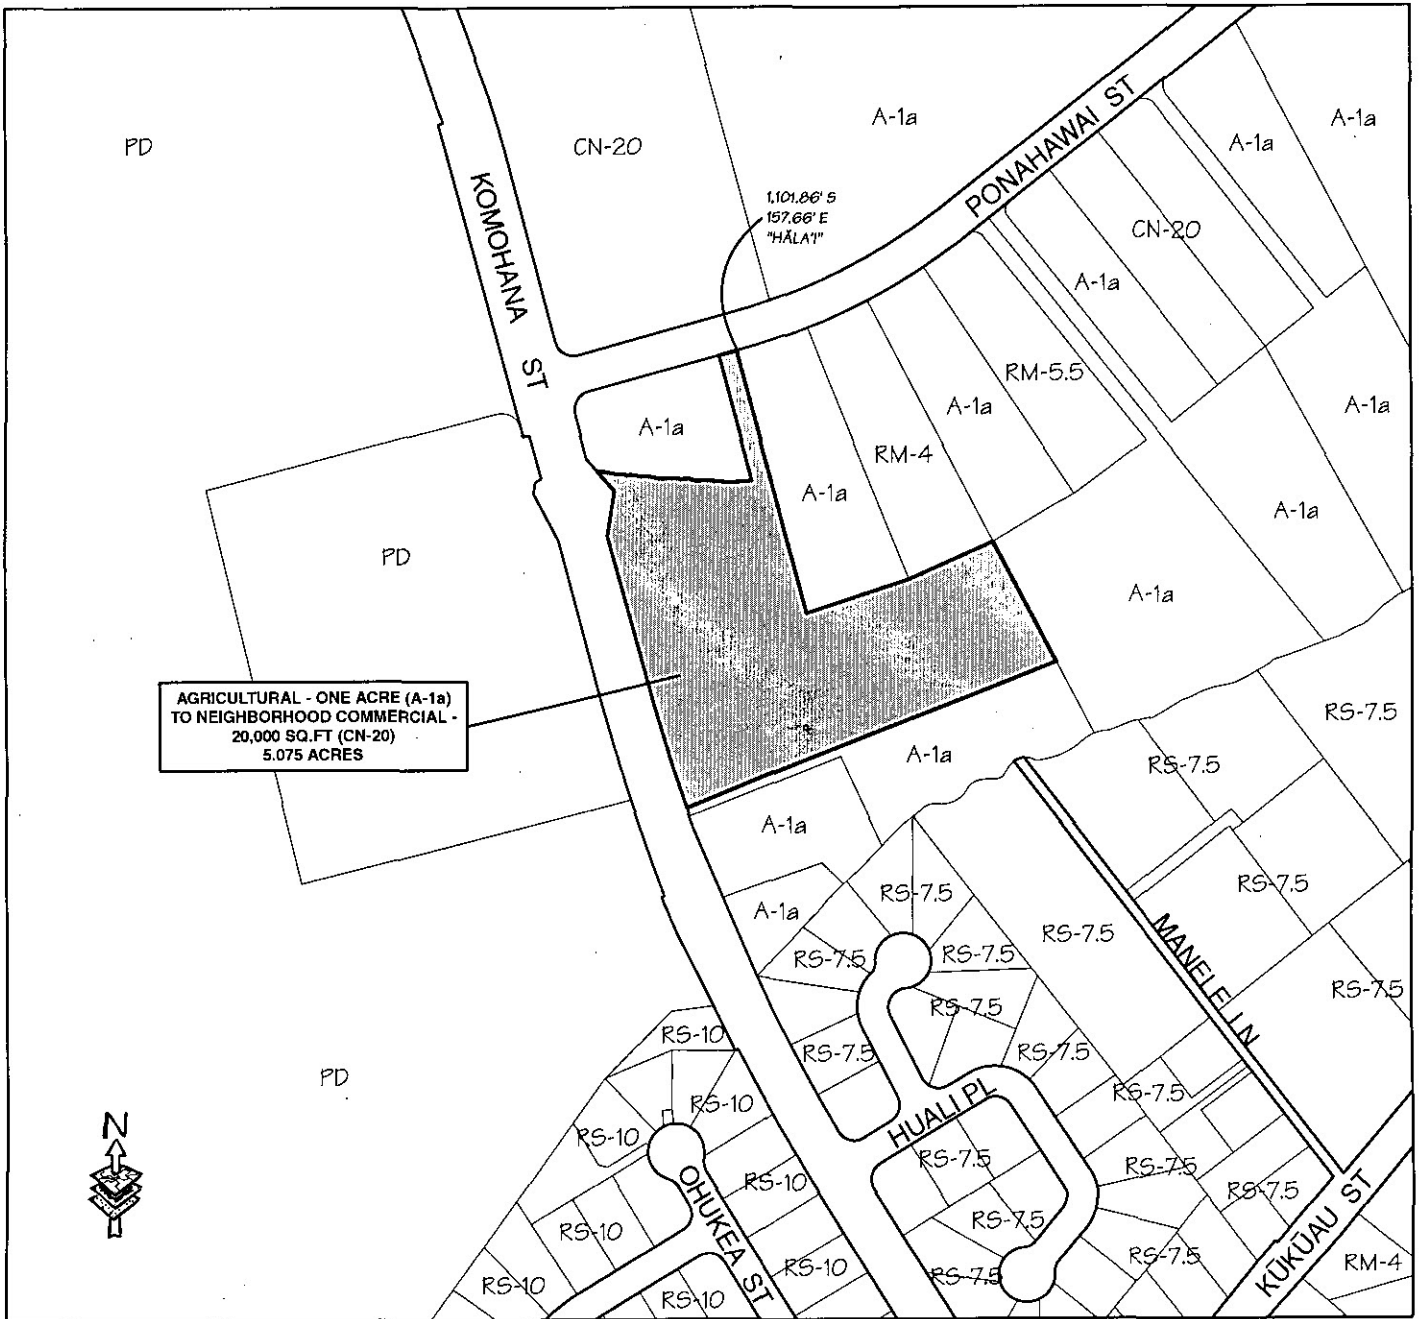 PD
CN-20
A-1a
A-1a
A-1a
PONAHAWAI ST
KOMOHANA ST
1,101.86' S
157.66' E
"HĀLA'I"
CN-20
A-1a
RM-5.5
A-1a
A-1a
A-1a
RM-4
A-1a
A-1a
PD
A-1a
AGRICULTURAL - ONE ACRE (A-1a)
TO NEIGHBORHOOD COMMERCIAL -
20,000 SQ.FT (CN-20)
5.075 ACRES
RS-7.5
A-1a
RS-7.5
A-1a
RS-7.5
RS-7.5
A-1a
RS-7.5
MANELE LN
RS-7.5
RS-7.5
RS-7.5
RS-7.5
RS-10
RS-7.5
RS-7.5
PD
RS-7.5
RS-10
HUALI PL
N
RS-10
RS-7.5
RS-7.5
RS-10
RS-7.5
OHUKEA ST
RS-7.5
RS-10
KŪKŪAU ST
RS-7.5
RM-4
RS-10
RS-7.5
RS-10
RS-10